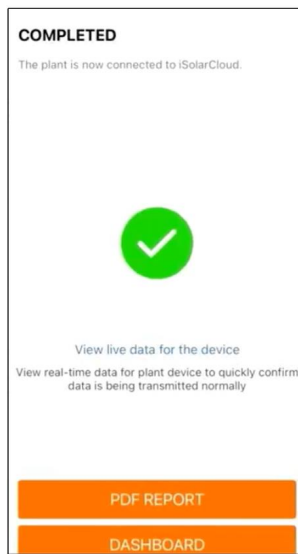 COMPLETED
The plant is now connected to iSolarCloud.
View live data for the device
View real-time data for plant device to quickly confirm
data is being transmitted normally
PDF REPORT
DASHBOARD